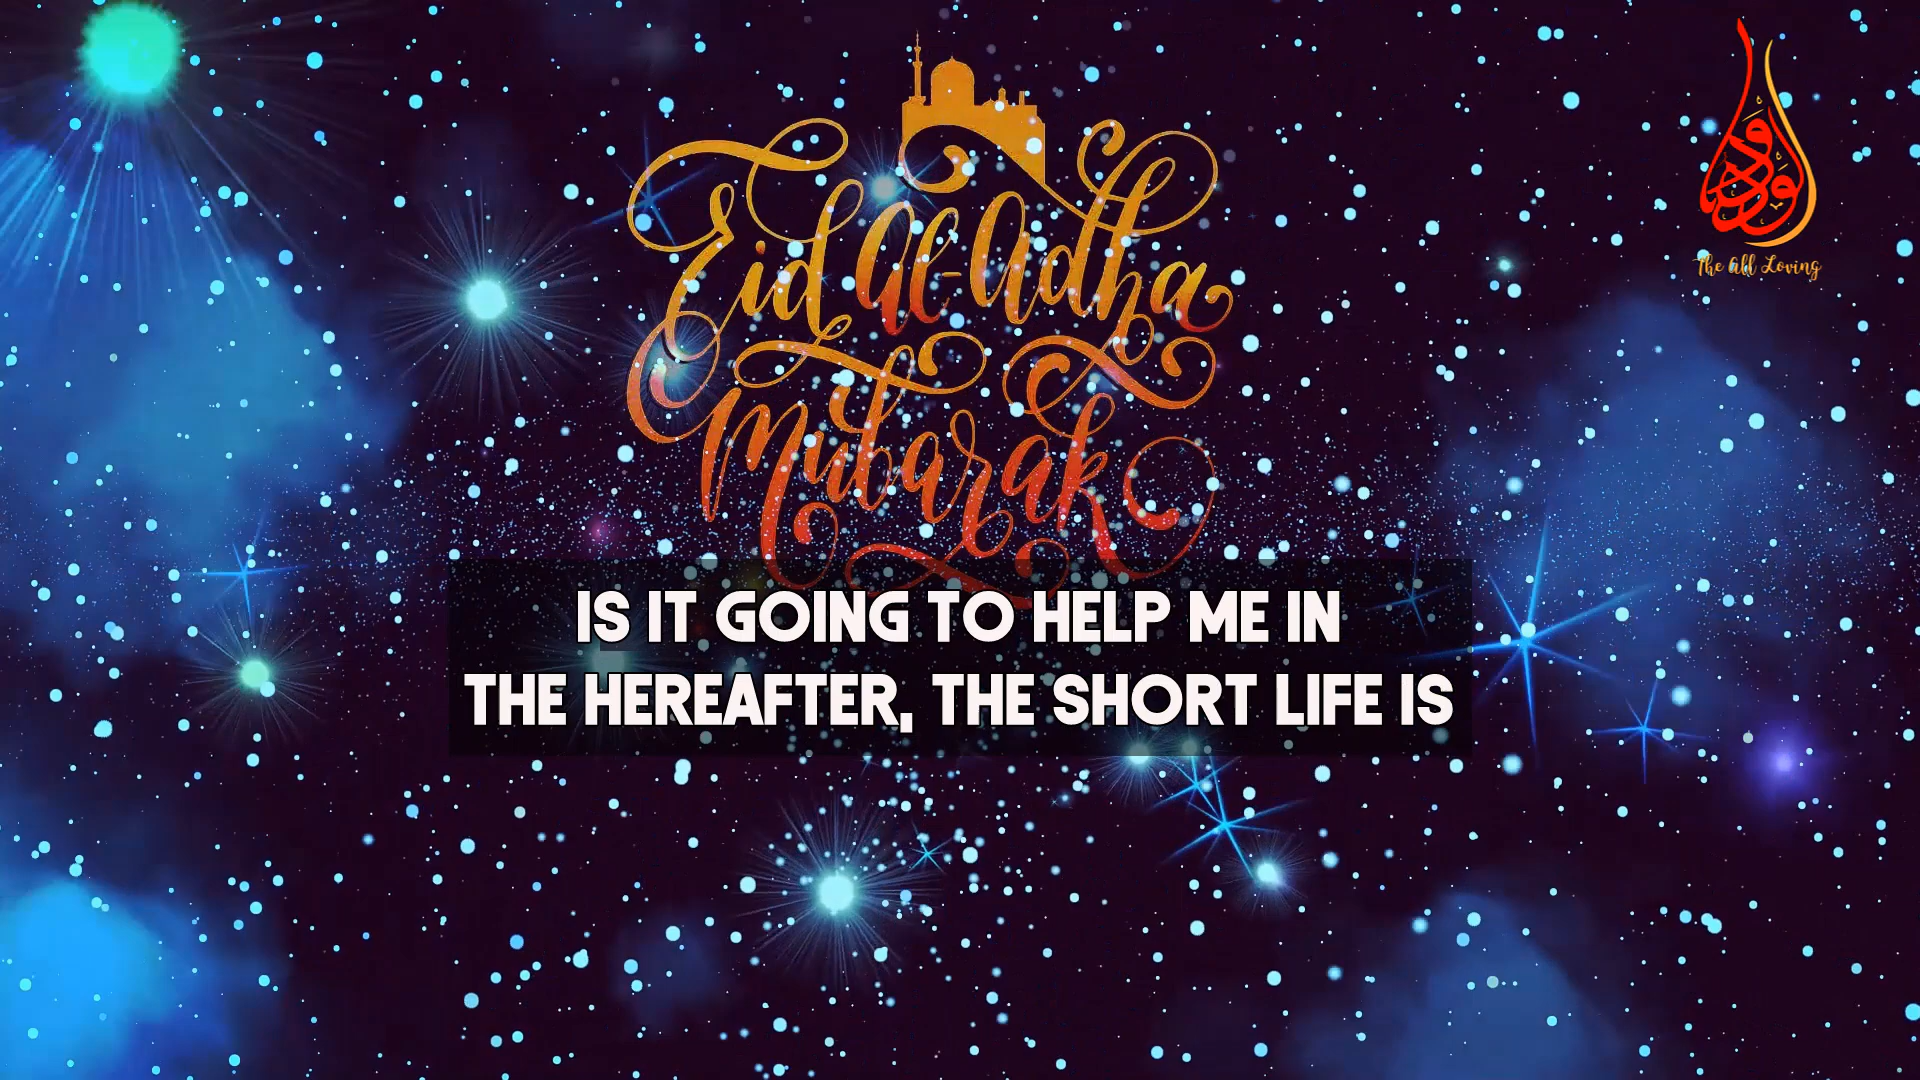 Eid Al-Adha
Mubarak
ودود
The All Loving
IS IT GOING TO HELP ME IN
THE HEREAFTER, THE SHORT LIFE IS